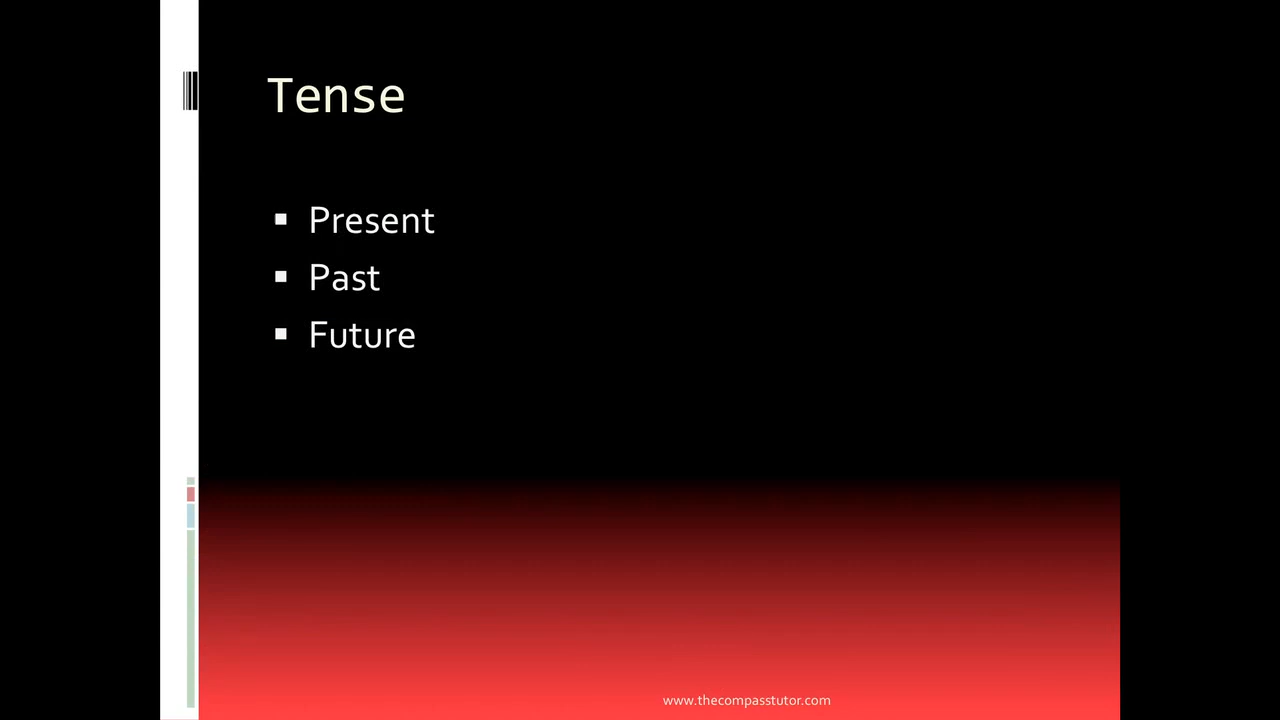 Tense
▪ Present
▪ Past
▪ Future
www.thecompasstutor.com